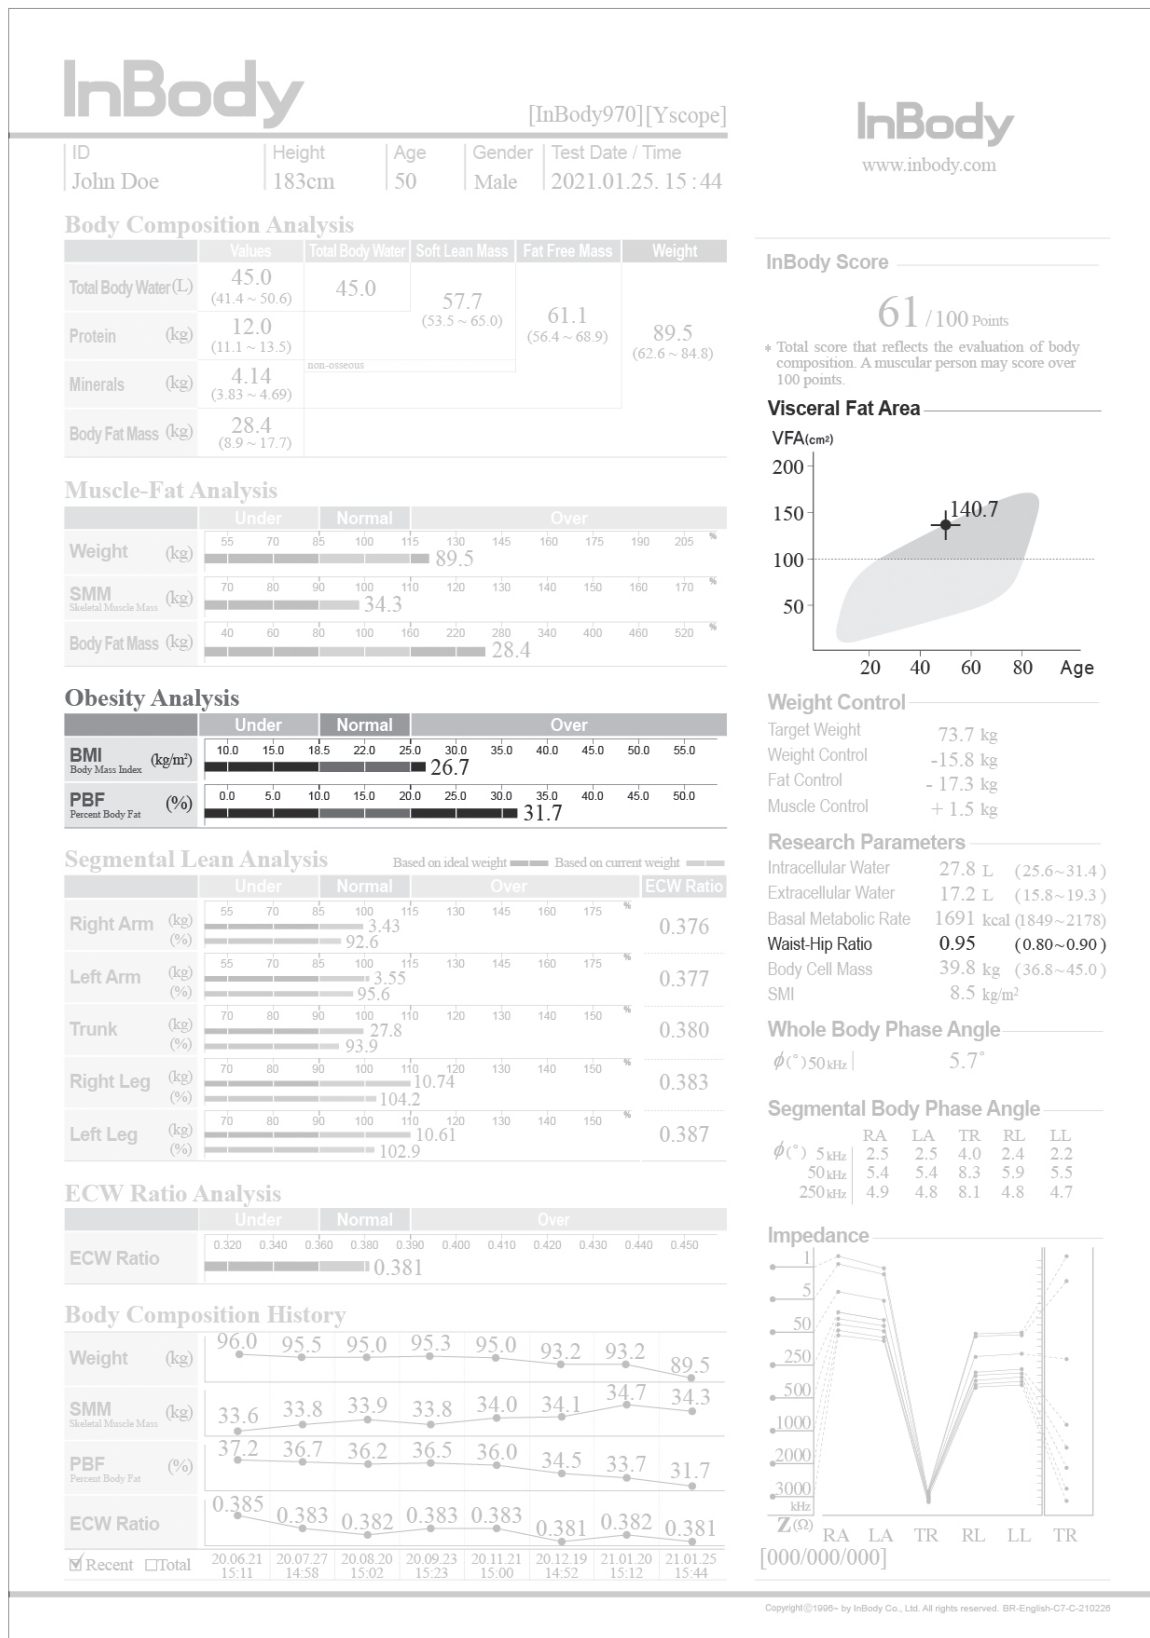 InBody
[InBody970][Yscope]
ID Height Age Gender Test Date / Time
John Doe 183cm 50 Male 2021.01.25. 15:44
Body Composition Analysis
Values Total Body Water Soft Lean Mass Fat Free Mass Weight
Total Body Water (L) 45.0 (41.4 ~ 50.6) 45.0 57.7 (53.5 ~ 65.0) 61.1 (56.4 ~ 68.9) 89.5 (62.6 ~ 84.8)
Protein (kg) 12.0 (11.1 ~ 13.5)
non-osseous
Minerals (kg) 4.14 (3.83 ~ 4.69)
Body Fat Mass (kg) 28.4 (8.9 ~ 17.7)
Muscle-Fat Analysis
Under Normal Over
55 70 85 100 115 130 145 160 175 190 205 %
Weight (kg) 89.5
70 80 90 100 110 120 130 140 150 160 170 %
SMM (kg) 34.3
Skeletal Muscle Mass
40 60 80 100 160 220 280 340 400 460 520 %
Body Fat Mass (kg) 28.4
Obesity Analysis
Under Normal Over
10.0 15.0 18.5 22.0 25.0 30.0 35.0 40.0 45.0 50.0 55.0
BMI (kg/m²) 26.7
Body Mass Index
0.0 5.0 10.0 15.0 20.0 25.0 30.0 35.0 40.0 45.0 50.0
PBF (%) 31.7
Percent Body Fat
Segmental Lean Analysis Based on ideal weight Based on current weight
Under Normal Over ECW Ratio
55 70 85 100 115 130 145 160 175 %
Right Arm (kg) 3.43 0.376
(%) 92.6
55 70 85 100 115 130 145 160 175 %
Left Arm (kg) 3.55 0.377
(%) 95.6
70 80 90 100 110 120 130 140 150 %
Trunk (kg) 27.8 0.380
(%) 93.9
70 80 90 100 110 120 130 140 150 %
Right Leg (kg) 10.74 0.383
(%) 104.2
70 80 90 100 110 120 130 140 150 %
Left Leg (kg) 10.61 0.387
(%) 102.9
ECW Ratio Analysis
Under Normal Over
0.320 0.340 0.360 0.380 0.390 0.400 0.410 0.420 0.430 0.440 0.450
ECW Ratio 0.381
Body Composition History
Weight (kg) 96.0 95.5 95.0 95.3 95.0 93.2 93.2 89.5
SMM (kg) 33.6 33.8 33.9 33.8 34.0 34.1 34.7 34.3
Skeletal Muscle Mass
PBF (%) 37.2 36.7 36.2 36.5 36.0 34.5 33.7 31.7
Percent Body Fat
ECW Ratio 0.385 0.383 0.382 0.383 0.383 0.381 0.382 0.381
Recent Total 20.06.21 20.07.27 20.08.20 20.09.23 20.11.21 20.12.19 21.01.20 21.01.25
15:11 14:58 15:02 15:23 15:00 14:52 15:12 15:44
InBody
www.inbody.com
InBody Score
61 / 100 Points
* Total score that reflects the evaluation of body
composition. A muscular person may score over
100 points.
Visceral Fat Area
VFA(cm²)
200
150
100
50
140.7
20 40 60 80 Age
Weight Control
Target Weight 73.7 kg
Weight Control -15.8 kg
Fat Control - 17.3 kg
Muscle Control + 1.5 kg
Research Parameters
Intracellular Water 27.8 L (25.6~31.4)
Extracellular Water 17.2 L (15.8~19.3)
Basal Metabolic Rate 1691 kcal (1849~2178)
Waist-Hip Ratio 0.95 (0.80~0.90)
Body Cell Mass 39.8 kg (36.8~45.0)
SMI 8.5 kg/m²
Whole Body Phase Angle
ϕ(°)50kHz 5.7°
Segmental Body Phase Angle
RA LA TR RL LL
ϕ(°) 5kHz 2.5 2.5 4.0 2.4 2.2
50kHz 5.4 5.4 8.3 5.9 5.5
250kHz 4.9 4.8 8.1 4.8 4.7
Impedance
1
5
50
250
500
1000
2000
3000
kHz
Z(Ω) RA LA TR RL LL TR
[000/000/000]
Copyright©1996~ by InBody Co., Ltd. All rights reserved. BR-English-C7-C-210226